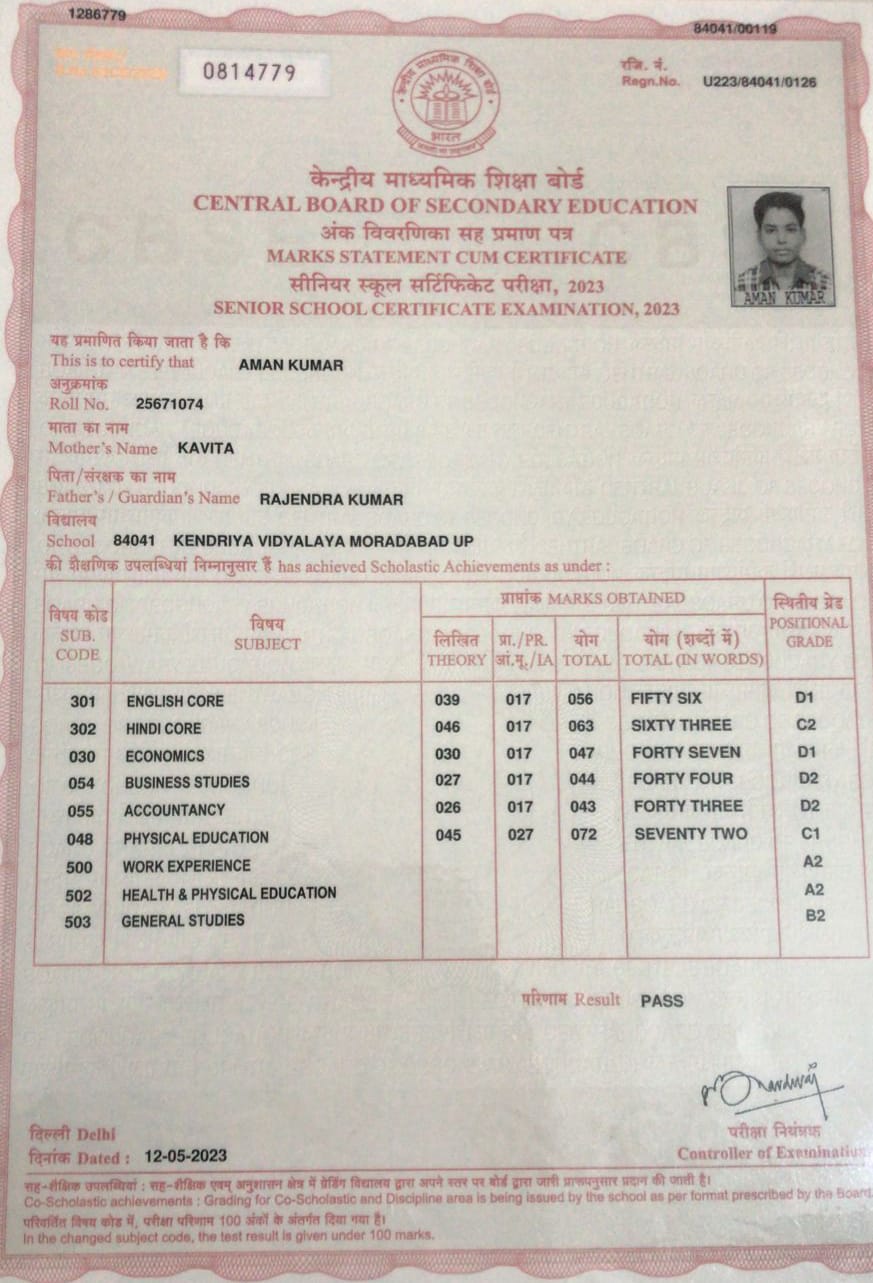 1286779
84041/00119
0814779
रजि. नं.
Regn.No. U223/84041/0126
भारत
केन्द्रीय माध्यमिक शिक्षा बोर्ड
CENTRAL BOARD OF SECONDARY EDUCATION
अंक विवरणिका सह प्रमाण पत्र
MARKS STATEMENT CUM CERTIFICATE
सीनियर स्कूल सर्टिफिकेट परीक्षा, 2023
SENIOR SCHOOL CERTIFICATE EXAMINATION, 2023
AMAN KUMAR
यह प्रमाणित किया जाता है कि
This is to certify that AMAN KUMAR
अनुक्रमांक
Roll No. 25671074
माता का नाम
Mother's Name KAVITA
पिता/संरक्षक का नाम
Father's / Guardian's Name RAJENDRA KUMAR
विद्यालय
School 84041 KENDRIYA VIDYALAYA MORADABAD UP
की शैक्षणिक उपलब्धियां निम्नानुसार हैं has achieved Scholastic Achievements as under :
विषय कोड SUB. CODE
विषय SUBJECT
प्राप्तांक MARKS OBTAINED
लिखित THEORY
प्रा./PR. आं.मू./IA
योग TOTAL
योग (शब्दों में) TOTAL (IN WORDS)
स्थितीय ग्रेड POSITIONAL GRADE
301 ENGLISH CORE 039 017 056 FIFTY SIX D1
302 HINDI CORE 046 017 063 SIXTY THREE C2
030 ECONOMICS 030 017 047 FORTY SEVEN D1
054 BUSINESS STUDIES 027 017 044 FORTY FOUR D2
055 ACCOUNTANCY 026 017 043 FORTY THREE D2
048 PHYSICAL EDUCATION 045 027 072 SEVENTY TWO C1
500 WORK EXPERIENCE A2
502 HEALTH & PHYSICAL EDUCATION A2
503 GENERAL STUDIES B2
परिणाम Result PASS
दिल्ली Delhi
दिनांक Dated : 12-05-2023
परीक्षा नियंत्रक
Controller of Examination
सह-शैक्षिक उपलब्धियां : सह-शैक्षिक एवम् अनुशासन क्षेत्र में ग्रेडिंग विद्यालय द्वारा अपने स्तर पर बोर्ड द्वारा जारी प्रारूपनुसार प्रदान की जाती है।
Co-Scholastic achievements : Grading for Co-Scholastic and Discipline area is being issued by the school as per format prescribed by the Board.
परिवर्तित विषय कोड में, परीक्षा परिणाम 100 अंकों के अंतर्गत दिया गया है।
In the changed subject code, the test result is given under 100 marks.